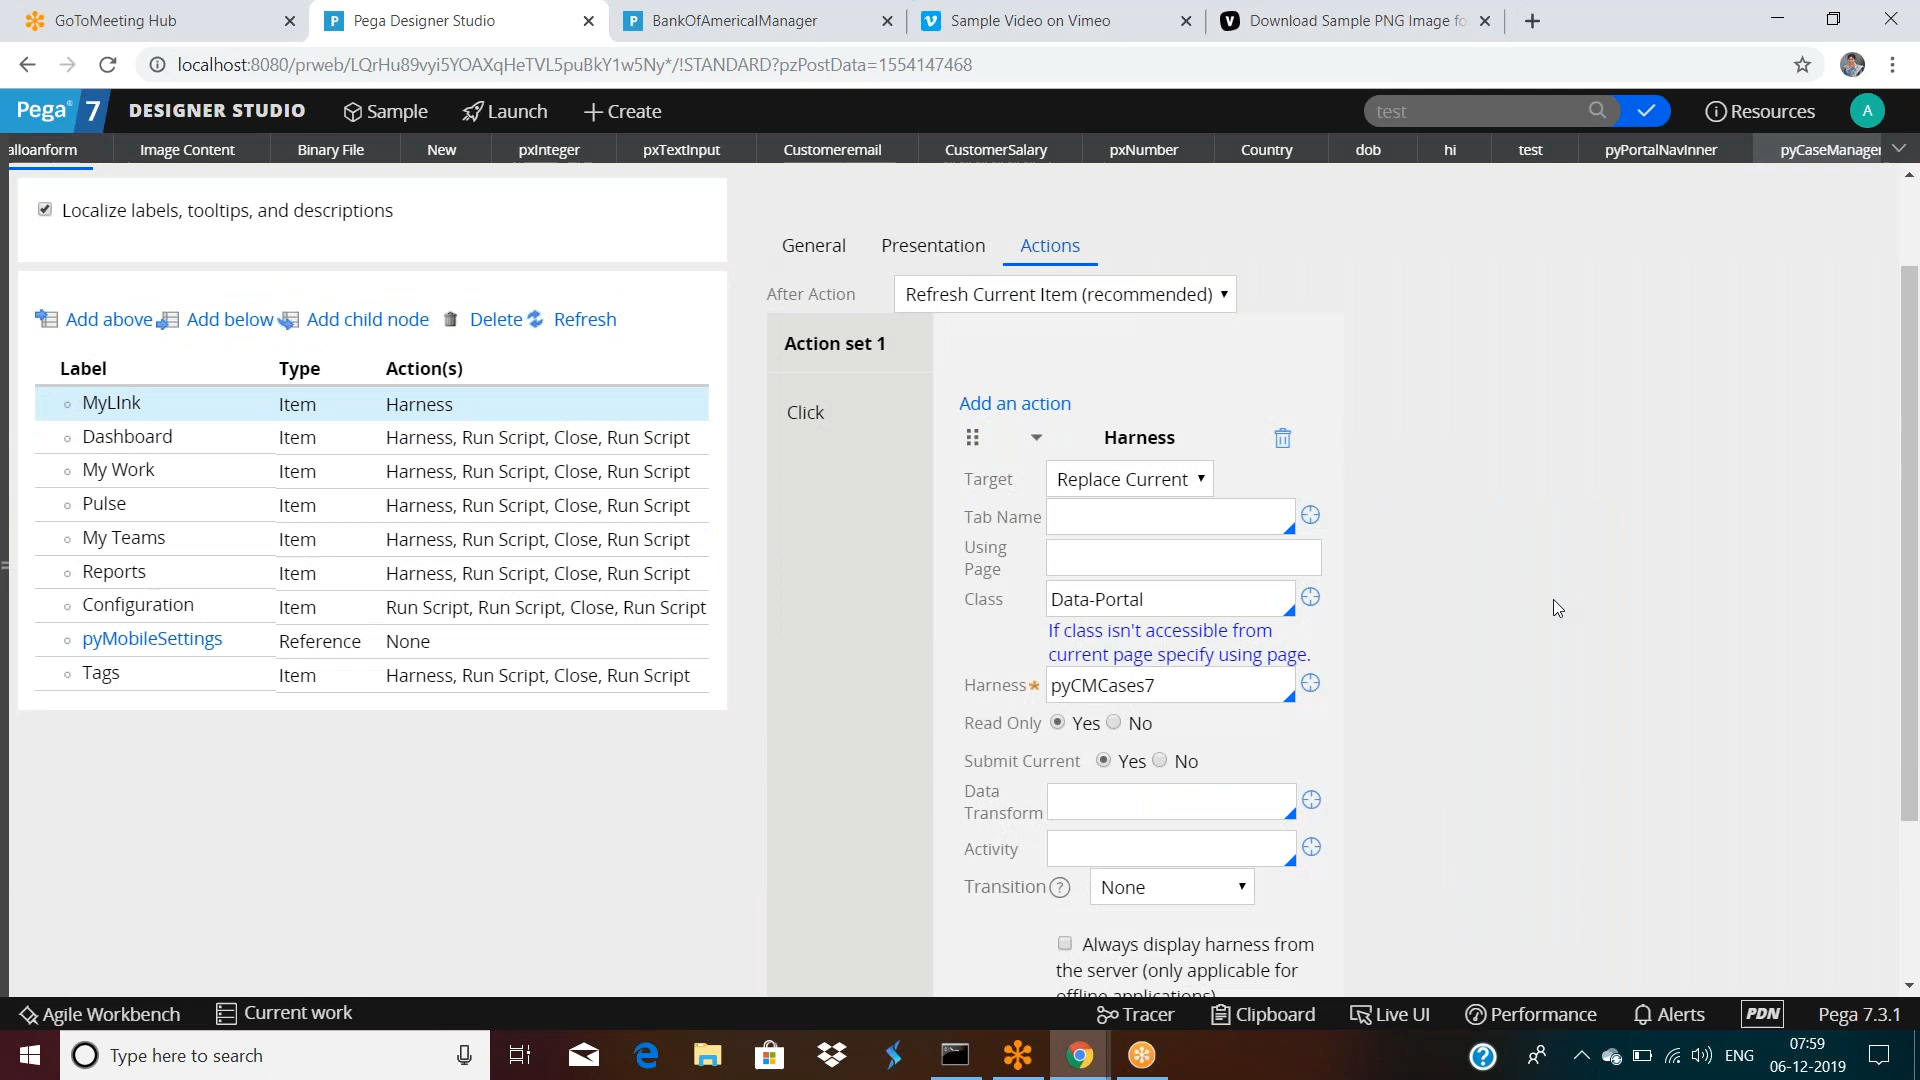 GoToMeeting Hub
Pega Designer Studio
BankOfAmericalManager
Sample Video on Vimeo
Download Sample PNG Image fo
localhost:8080/prweb/LQrHu89vyi5YOAXqHeTVL5puBkY1w5Ny*/!STANDARD?pzPostData=1554147468
Pega 7 DESIGNER STUDIO Sample Launch Create
test
Resources
A
alloanform Image Content Binary File New pxInteger pxTextInput Customeremail CustomerSalary pxNumber Country dob hi test pyPortalNavInner pyCaseManager
Localize labels, tooltips, and descriptions
Add above Add below Add child node Delete Refresh
Label Type Action(s)
MyLInk Item Harness
Dashboard Item Harness, Run Script, Close, Run Script
My Work Item Harness, Run Script, Close, Run Script
Pulse Item Harness, Run Script, Close, Run Script
My Teams Item Harness, Run Script, Close, Run Script
Reports Item Harness, Run Script, Close, Run Script
Configuration Item Run Script, Run Script, Close, Run Script
pyMobileSettings Reference None
Tags Item Harness, Run Script, Close, Run Script
General Presentation Actions
After Action Refresh Current Item (recommended)
Action set 1
Click
Add an action
Harness
Target Replace Current
Tab Name
Using Page
Class Data-Portal
If class isn't accessible from
current page specify using page.
Harness* pyCMCases7
Read Only Yes No
Submit Current Yes No
Data
Transform
Activity
Transition ? None
Always display harness from
the server (only applicable for
offline applications)
Agile Workbench Current work Tracer Clipboard Live UI Performance Alerts PDN Pega 7.3.1
Type here to search
ENG
07:59
06-12-2019